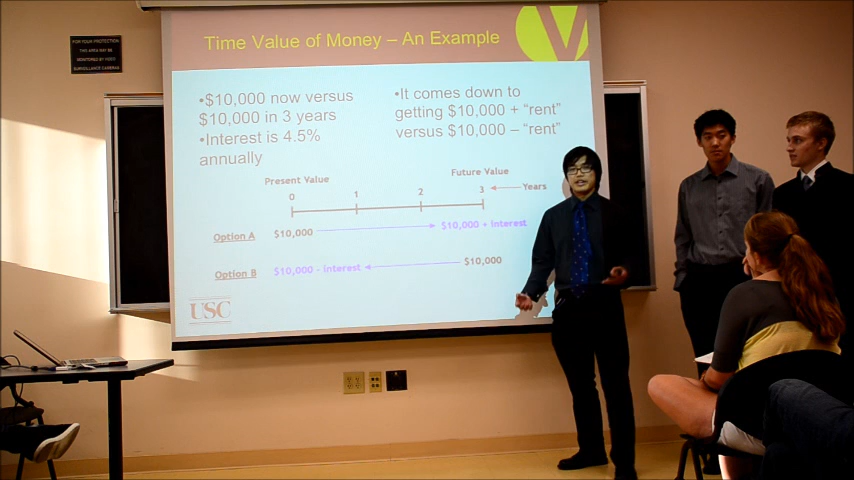 FOR YOUR PROTECTION
THIS AREA MAY BE
MONITORED BY VIDEO
SURVEILLANCE CAMERAS
Time Value of Money – An Example
V
•$10,000 now versus
$10,000 in 3 years
•Interest is 4.5%
annually
•It comes down to
getting $10,000 + “rent”
versus $10,000 – “rent”
Present Value
Future Value
0 1 2 3 Years
Option A $10,000 $10,000 + Interest
Option B $10,000 - Interest $10,000
USC